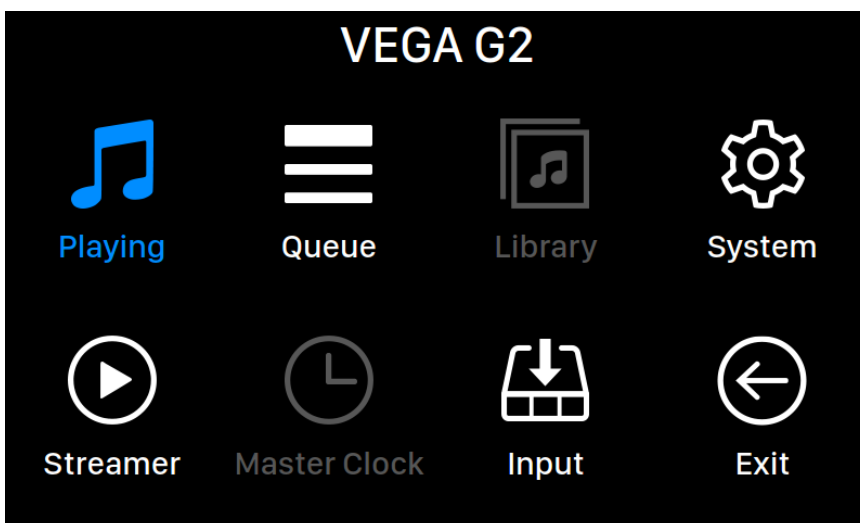 VEGA G2
Playing Queue Library System
Streamer Master Clock Input Exit